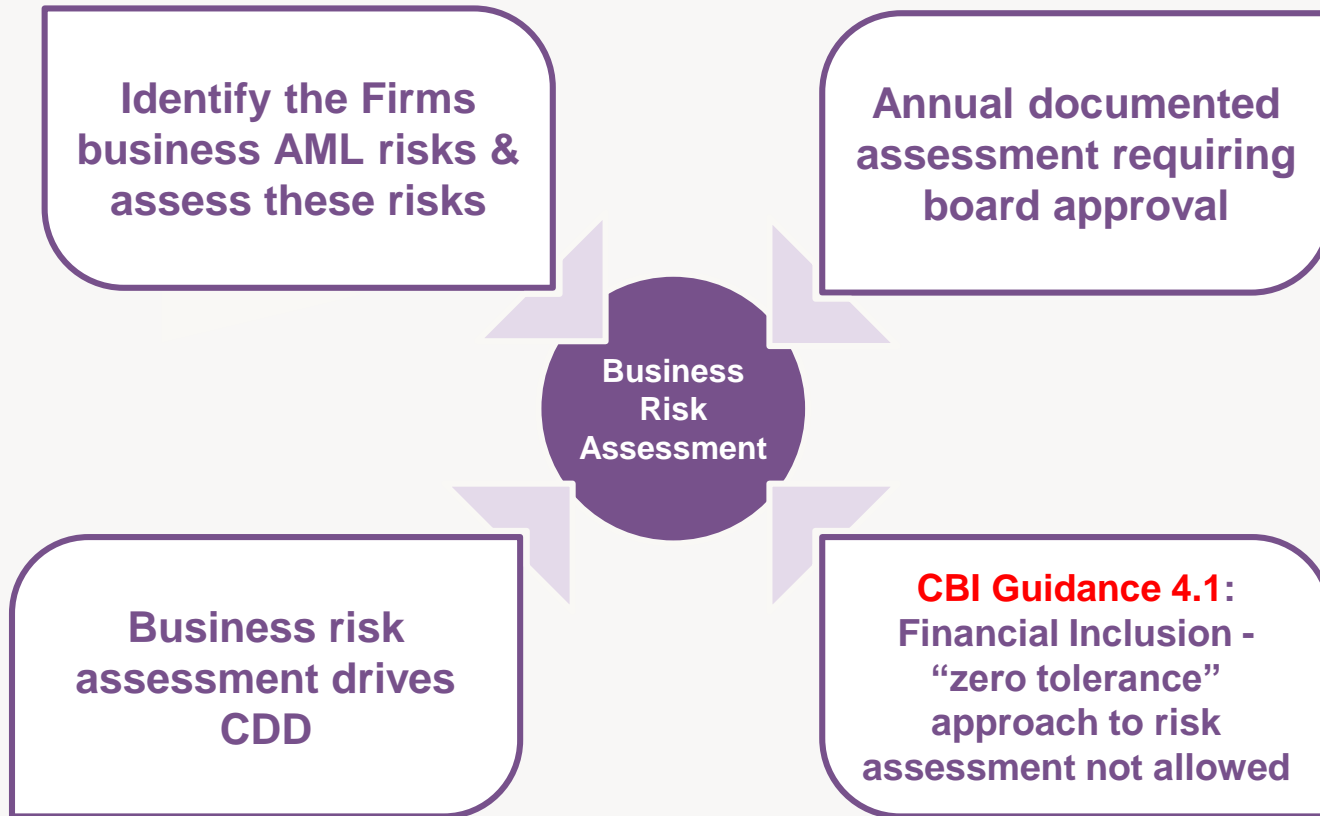 Identify the Firms
business AML risks &
assess these risks
Annual documented
assessment requiring
board approval
Business
Risk
Assessment
Business risk
assessment drives
CDD
CBI Guidance 4.1:
Financial Inclusion -
“zero tolerance”
approach to risk
assessment not allowed